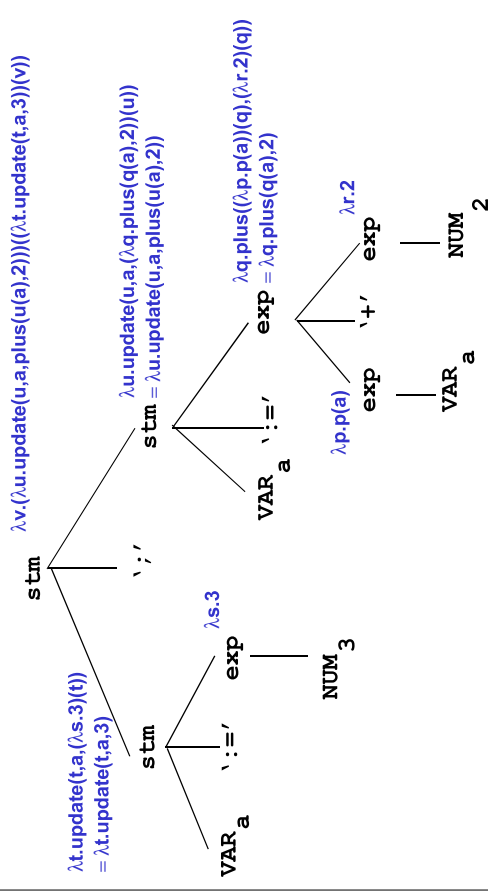 λv.(λu.update(u,a,plus(u(a),2)))((λt.update(t,a,3))(v))
stm
λt.update(t,a,(λs.3)(t))
= λt.update(t,a,3)
stm
‘;’
λu.update(u,a,(λq.plus(q(a),2))(u))
= λu.update(u,a,plus(u(a),2))
stm
VAR a
‘:=’
λs.3
exp
NUM 3
VAR a
‘:=’
λq.plus((λp.p(a))(q),(λr.2)(q))
= λq.plus(q(a),2)
exp
λp.p(a)
exp
‘+’
λr.2
exp
VAR a
NUM 2